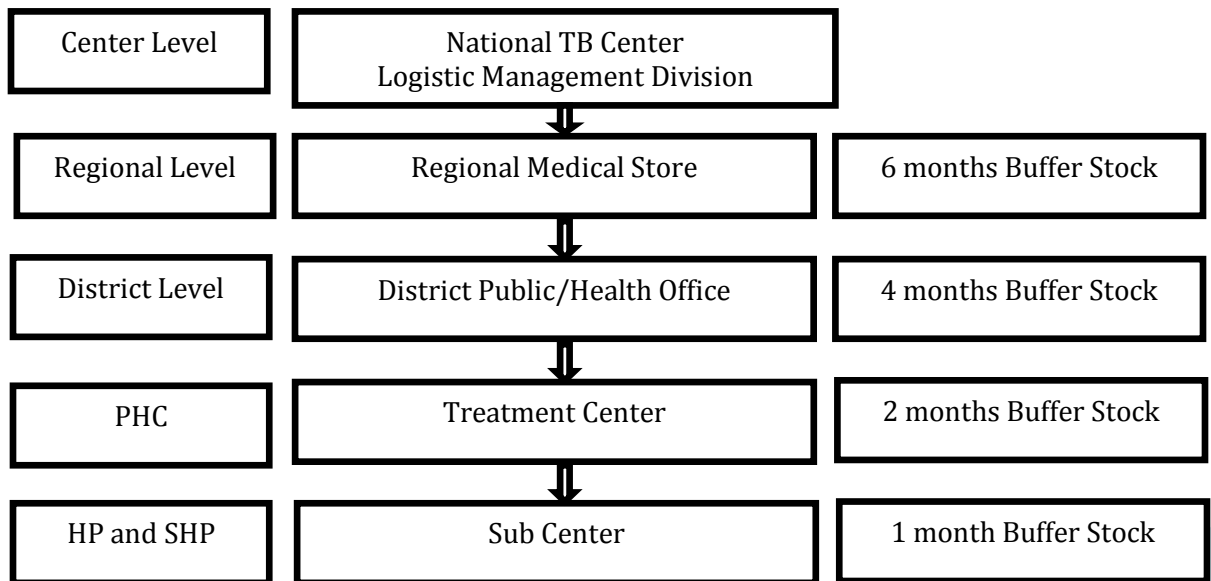 Center Level
National TB Center
Logistic Management Division
Regional Level
Regional Medical Store
6 months Buffer Stock
District Level
District Public/Health Office
4 months Buffer Stock
PHC
Treatment Center
2 months Buffer Stock
HP and SHP
Sub Center
1 month Buffer Stock